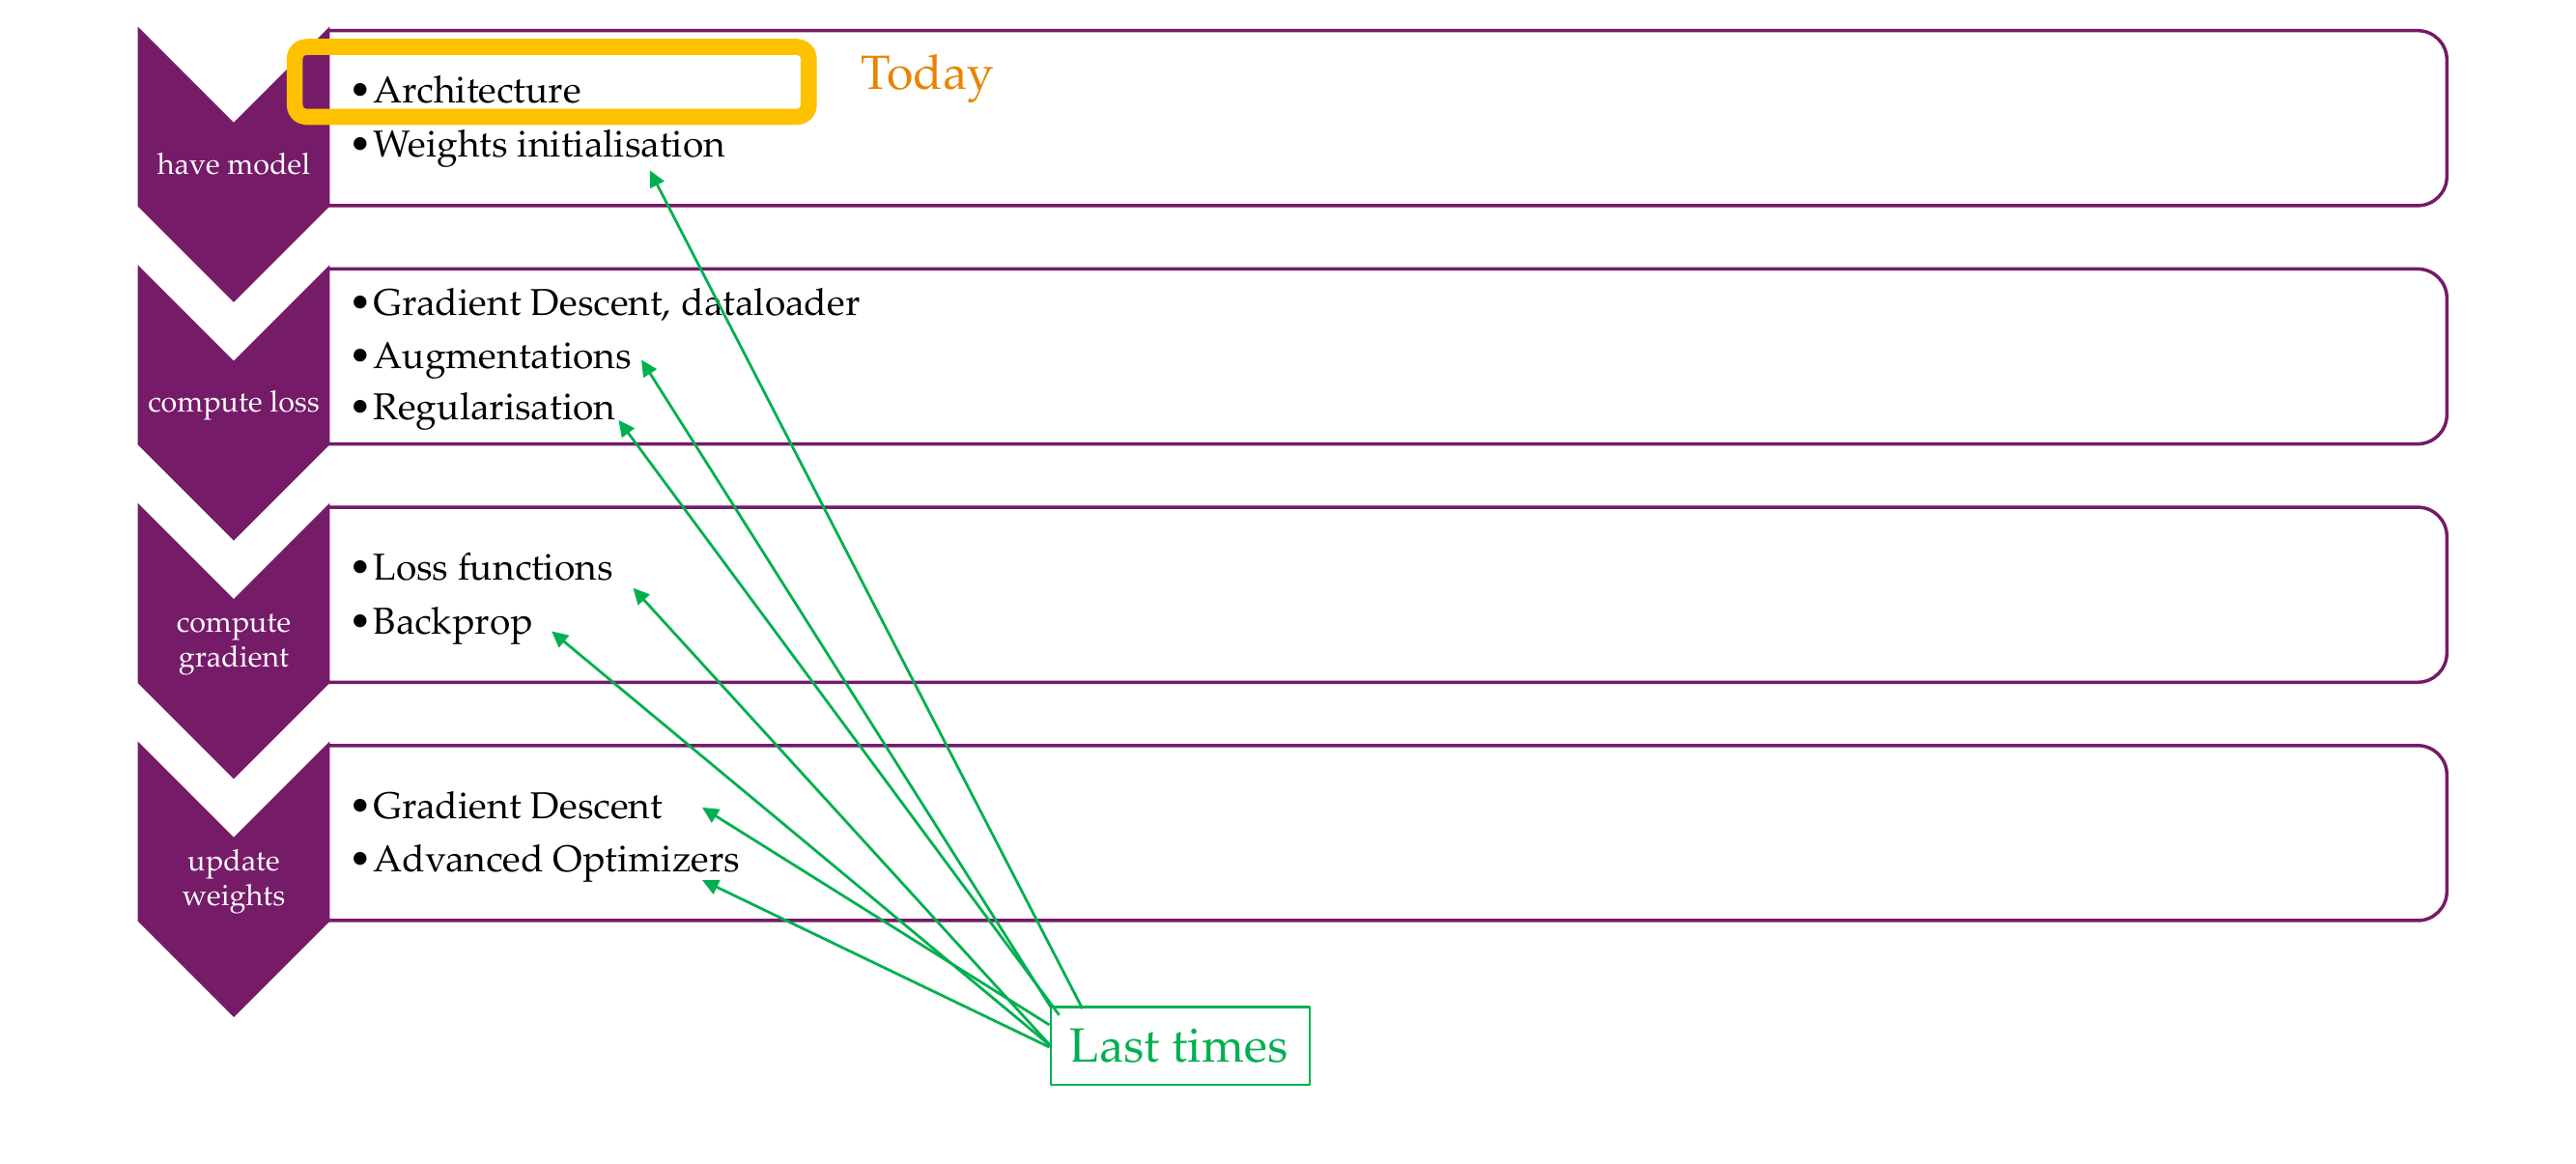 Today
•Architecture
•Weights initialisation
have model
•Gradient Descent, dataloader
•Augmentations
•Regularisation
compute loss
•Loss functions
•Backprop
compute
gradient
•Gradient Descent
•Advanced Optimizers
update
weights
Last times